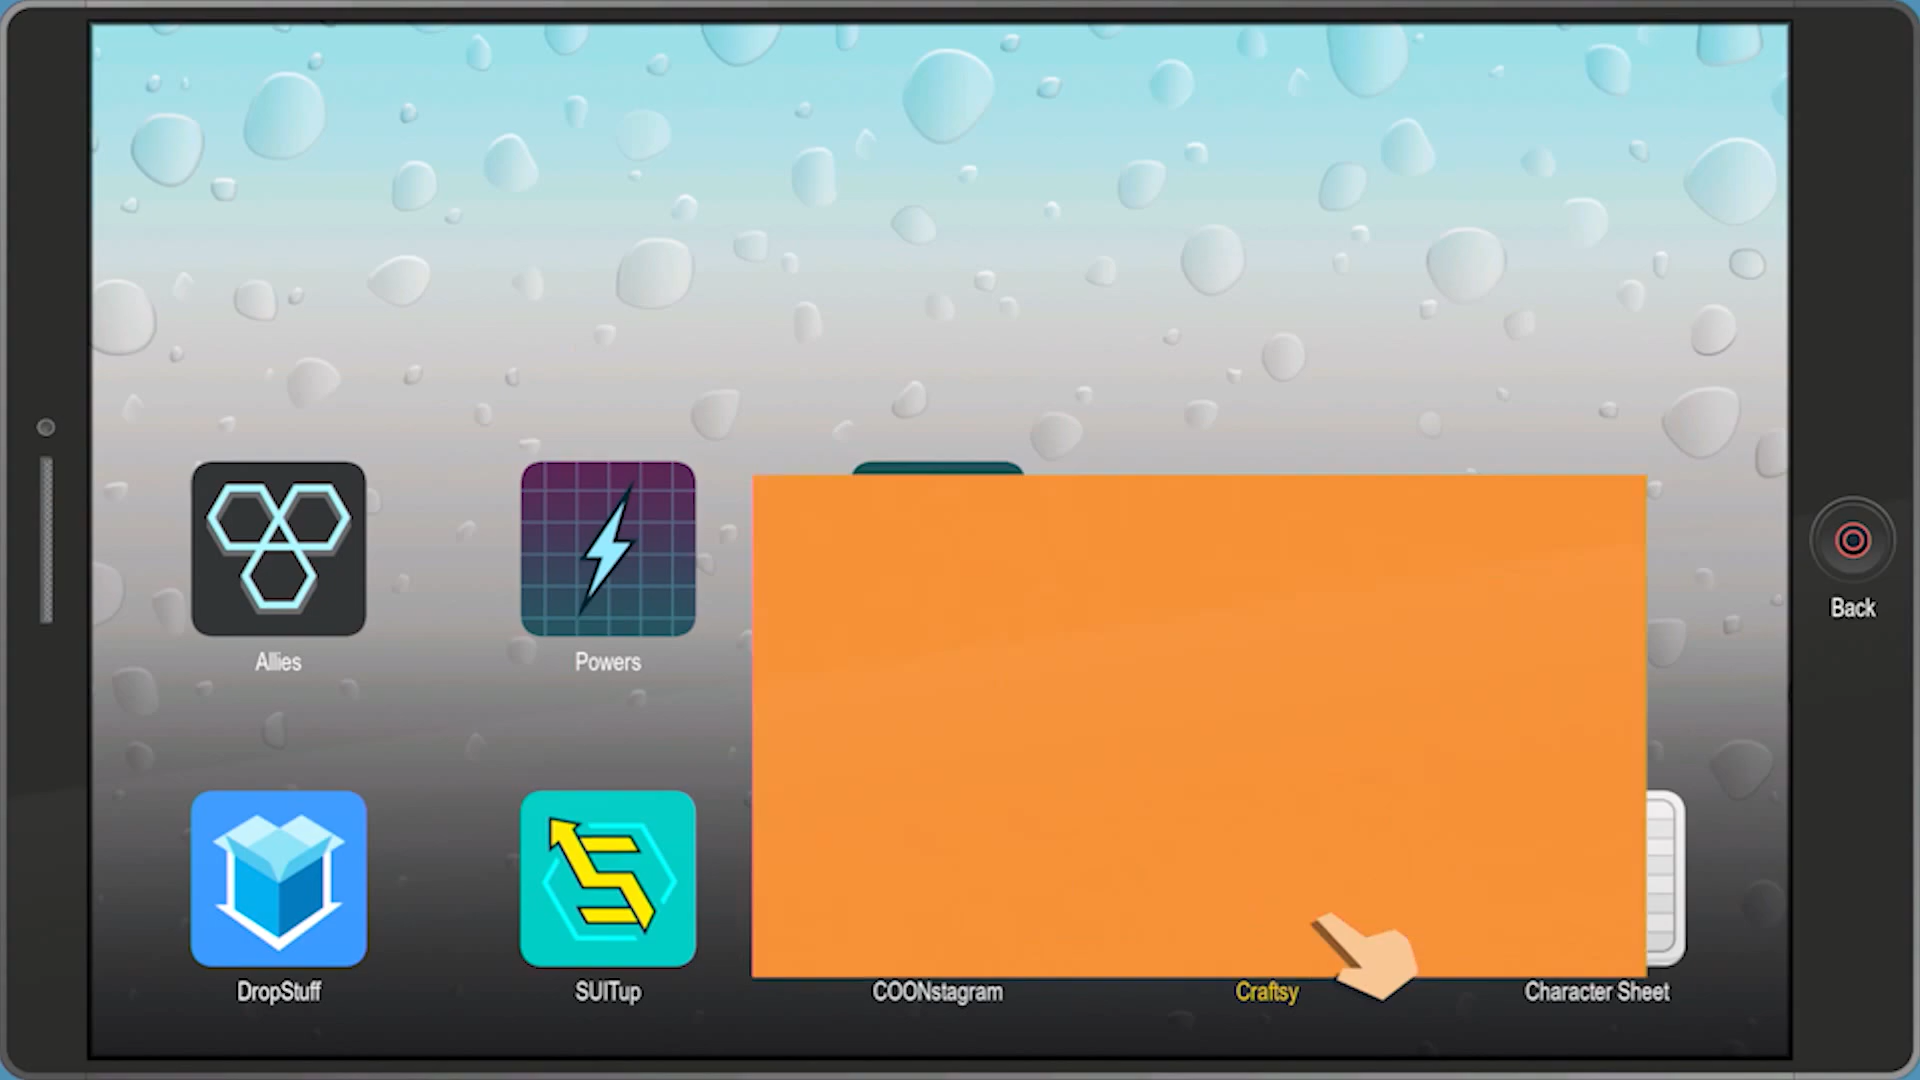 Allies
Powers
Back
DropStuff
SUITup
COONstagram
Craftsy
Character Sheet